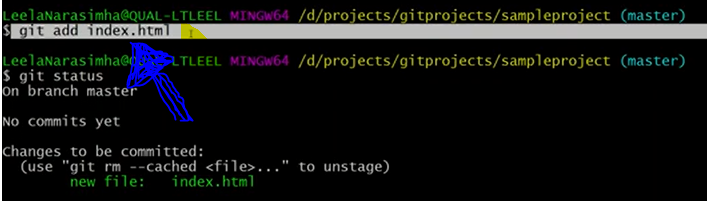 LeelaNarasimha@QUAL-LTLEEL MINGW64 /d/projects/gitprojects/sampleproject (master)
$ git add index.html
LeelaNarasimha@QUAL-LTLEEL MINGW64 /d/projects/gitprojects/sampleproject (master)
$ git status
On branch master
No commits yet
Changes to be committed:
(use "git rm --cached <file>..." to unstage)
new file: index.html